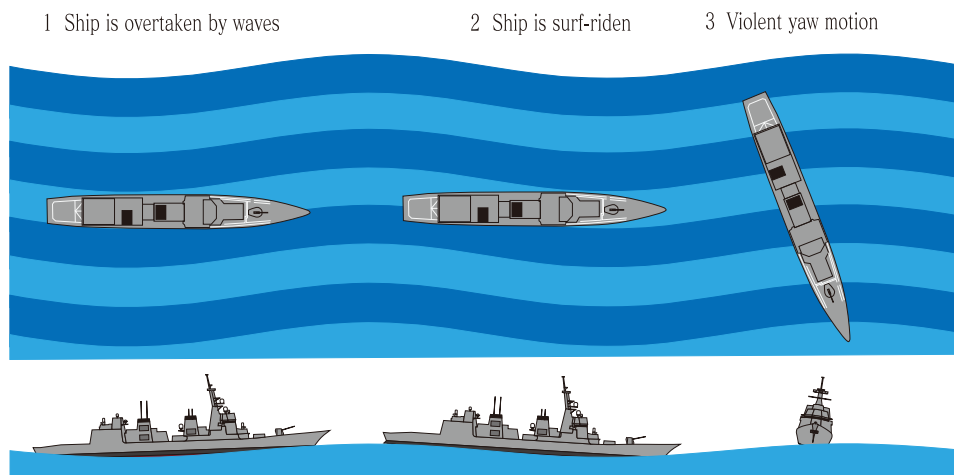 1 Ship is overtaken by waves
2 Ship is surf-riden
3 Violent yaw motion